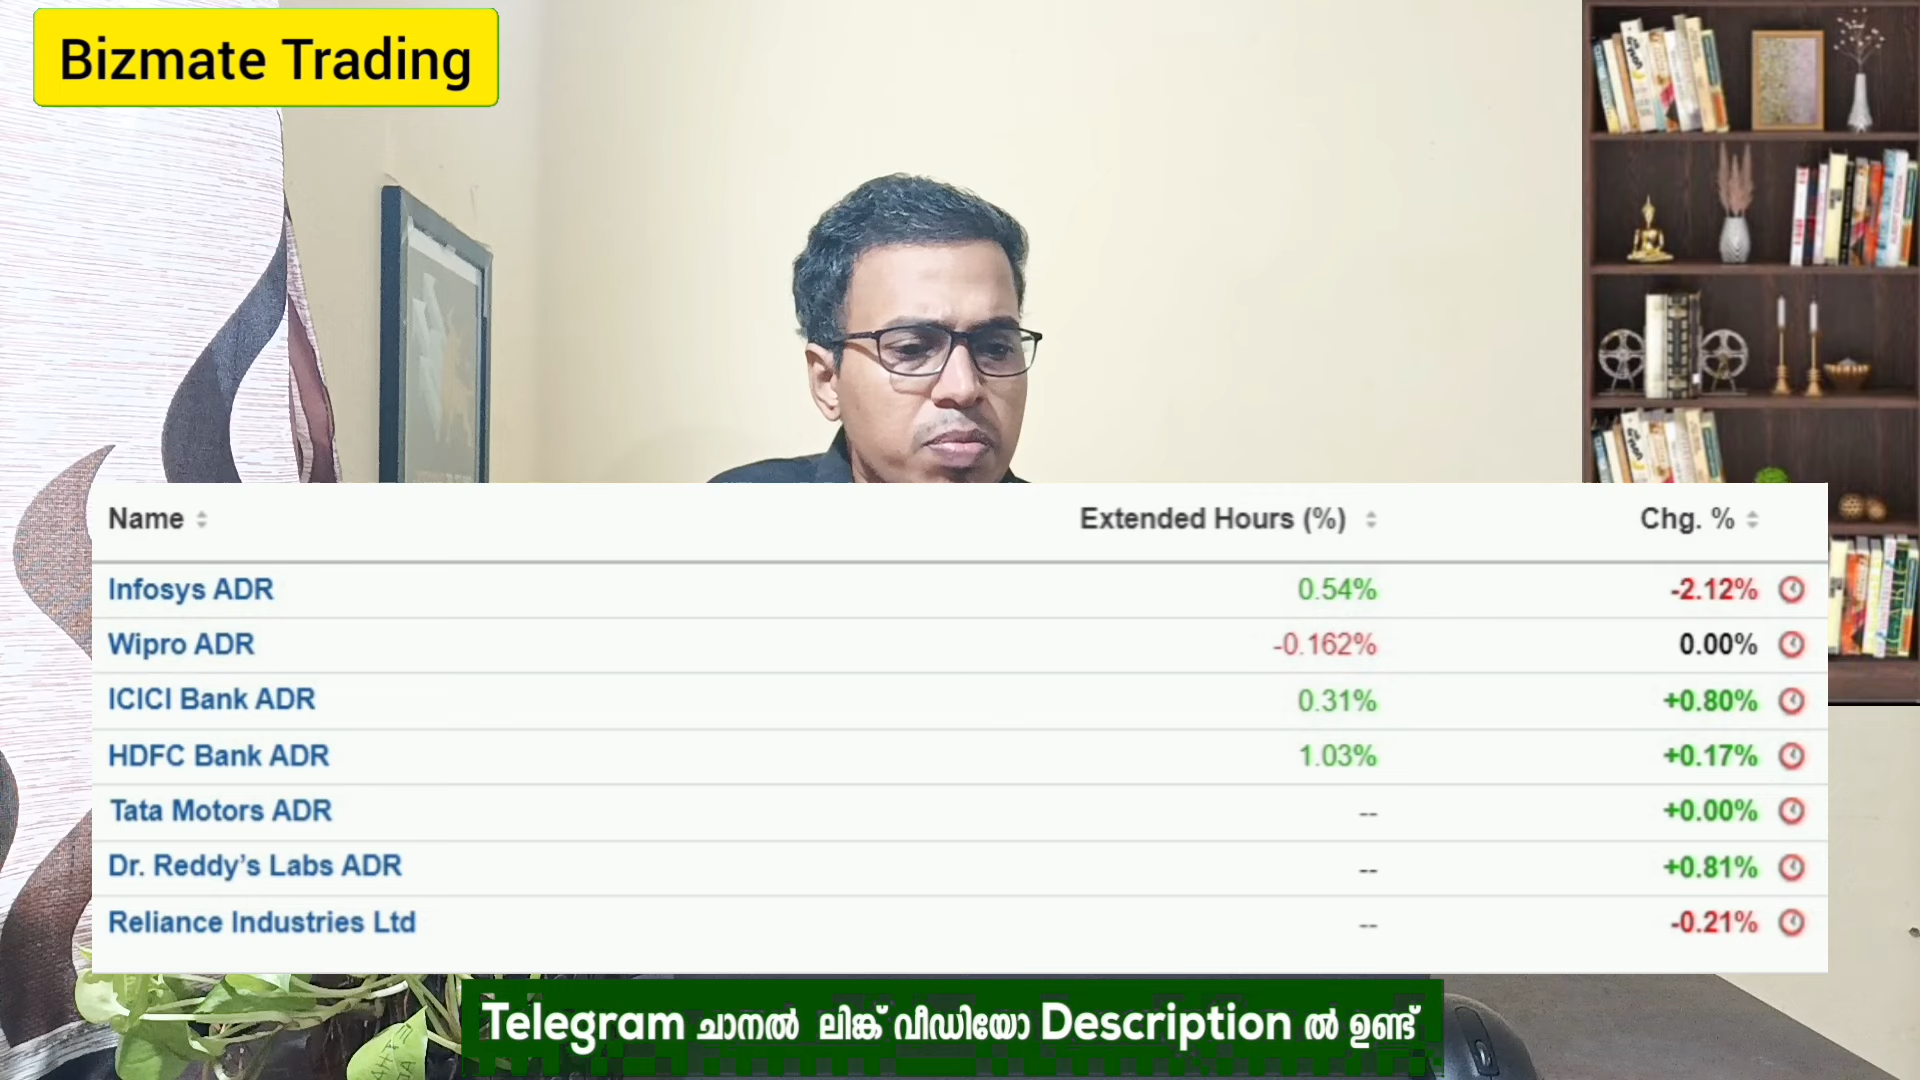 Bizmate Trading
Name Extended Hours (%) Chg. %
Infosys ADR 0.54% -2.12%
Wipro ADR -0.162% 0.00%
ICICI Bank ADR 0.31% +0.80%
HDFC Bank ADR 1.03% +0.17%
Tata Motors ADR -- +0.00%
Dr. Reddy's Labs ADR -- +0.81%
Reliance Industries Ltd -- -0.21%
Telegram ചാനൽ ലിങ്ക് വീഡിയോ Description ൽ ഉണ്ട്